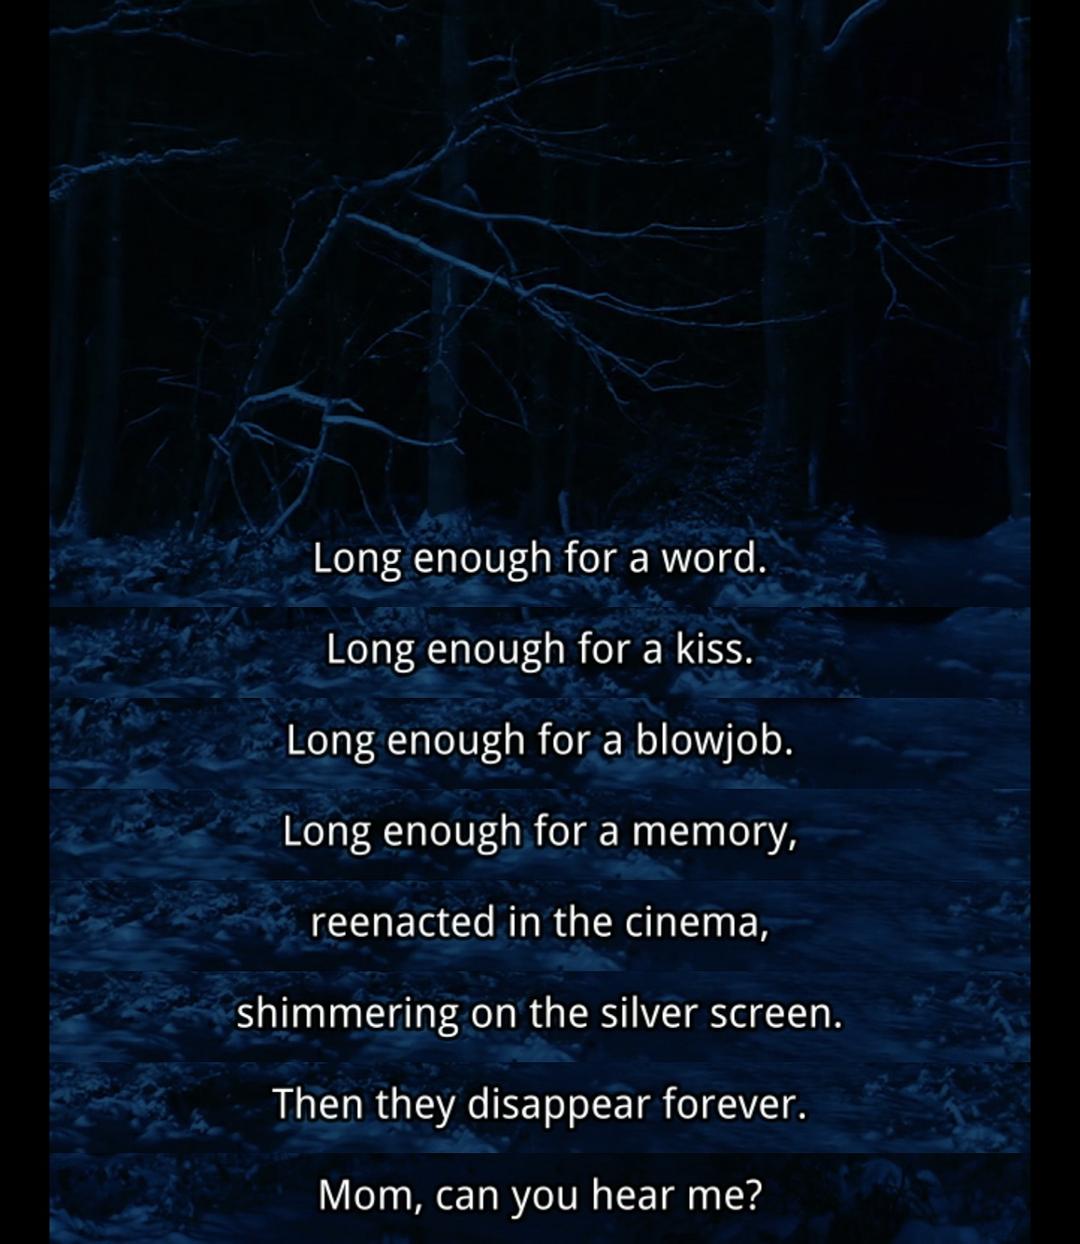 Long enough for a word.
Long enough for a kiss.
Long enough for a blowjob.
Long enough for a memory,
reenacted in the cinema,
shimmering on the silver screen.
Then they disappear forever.
Mom, can you hear me?